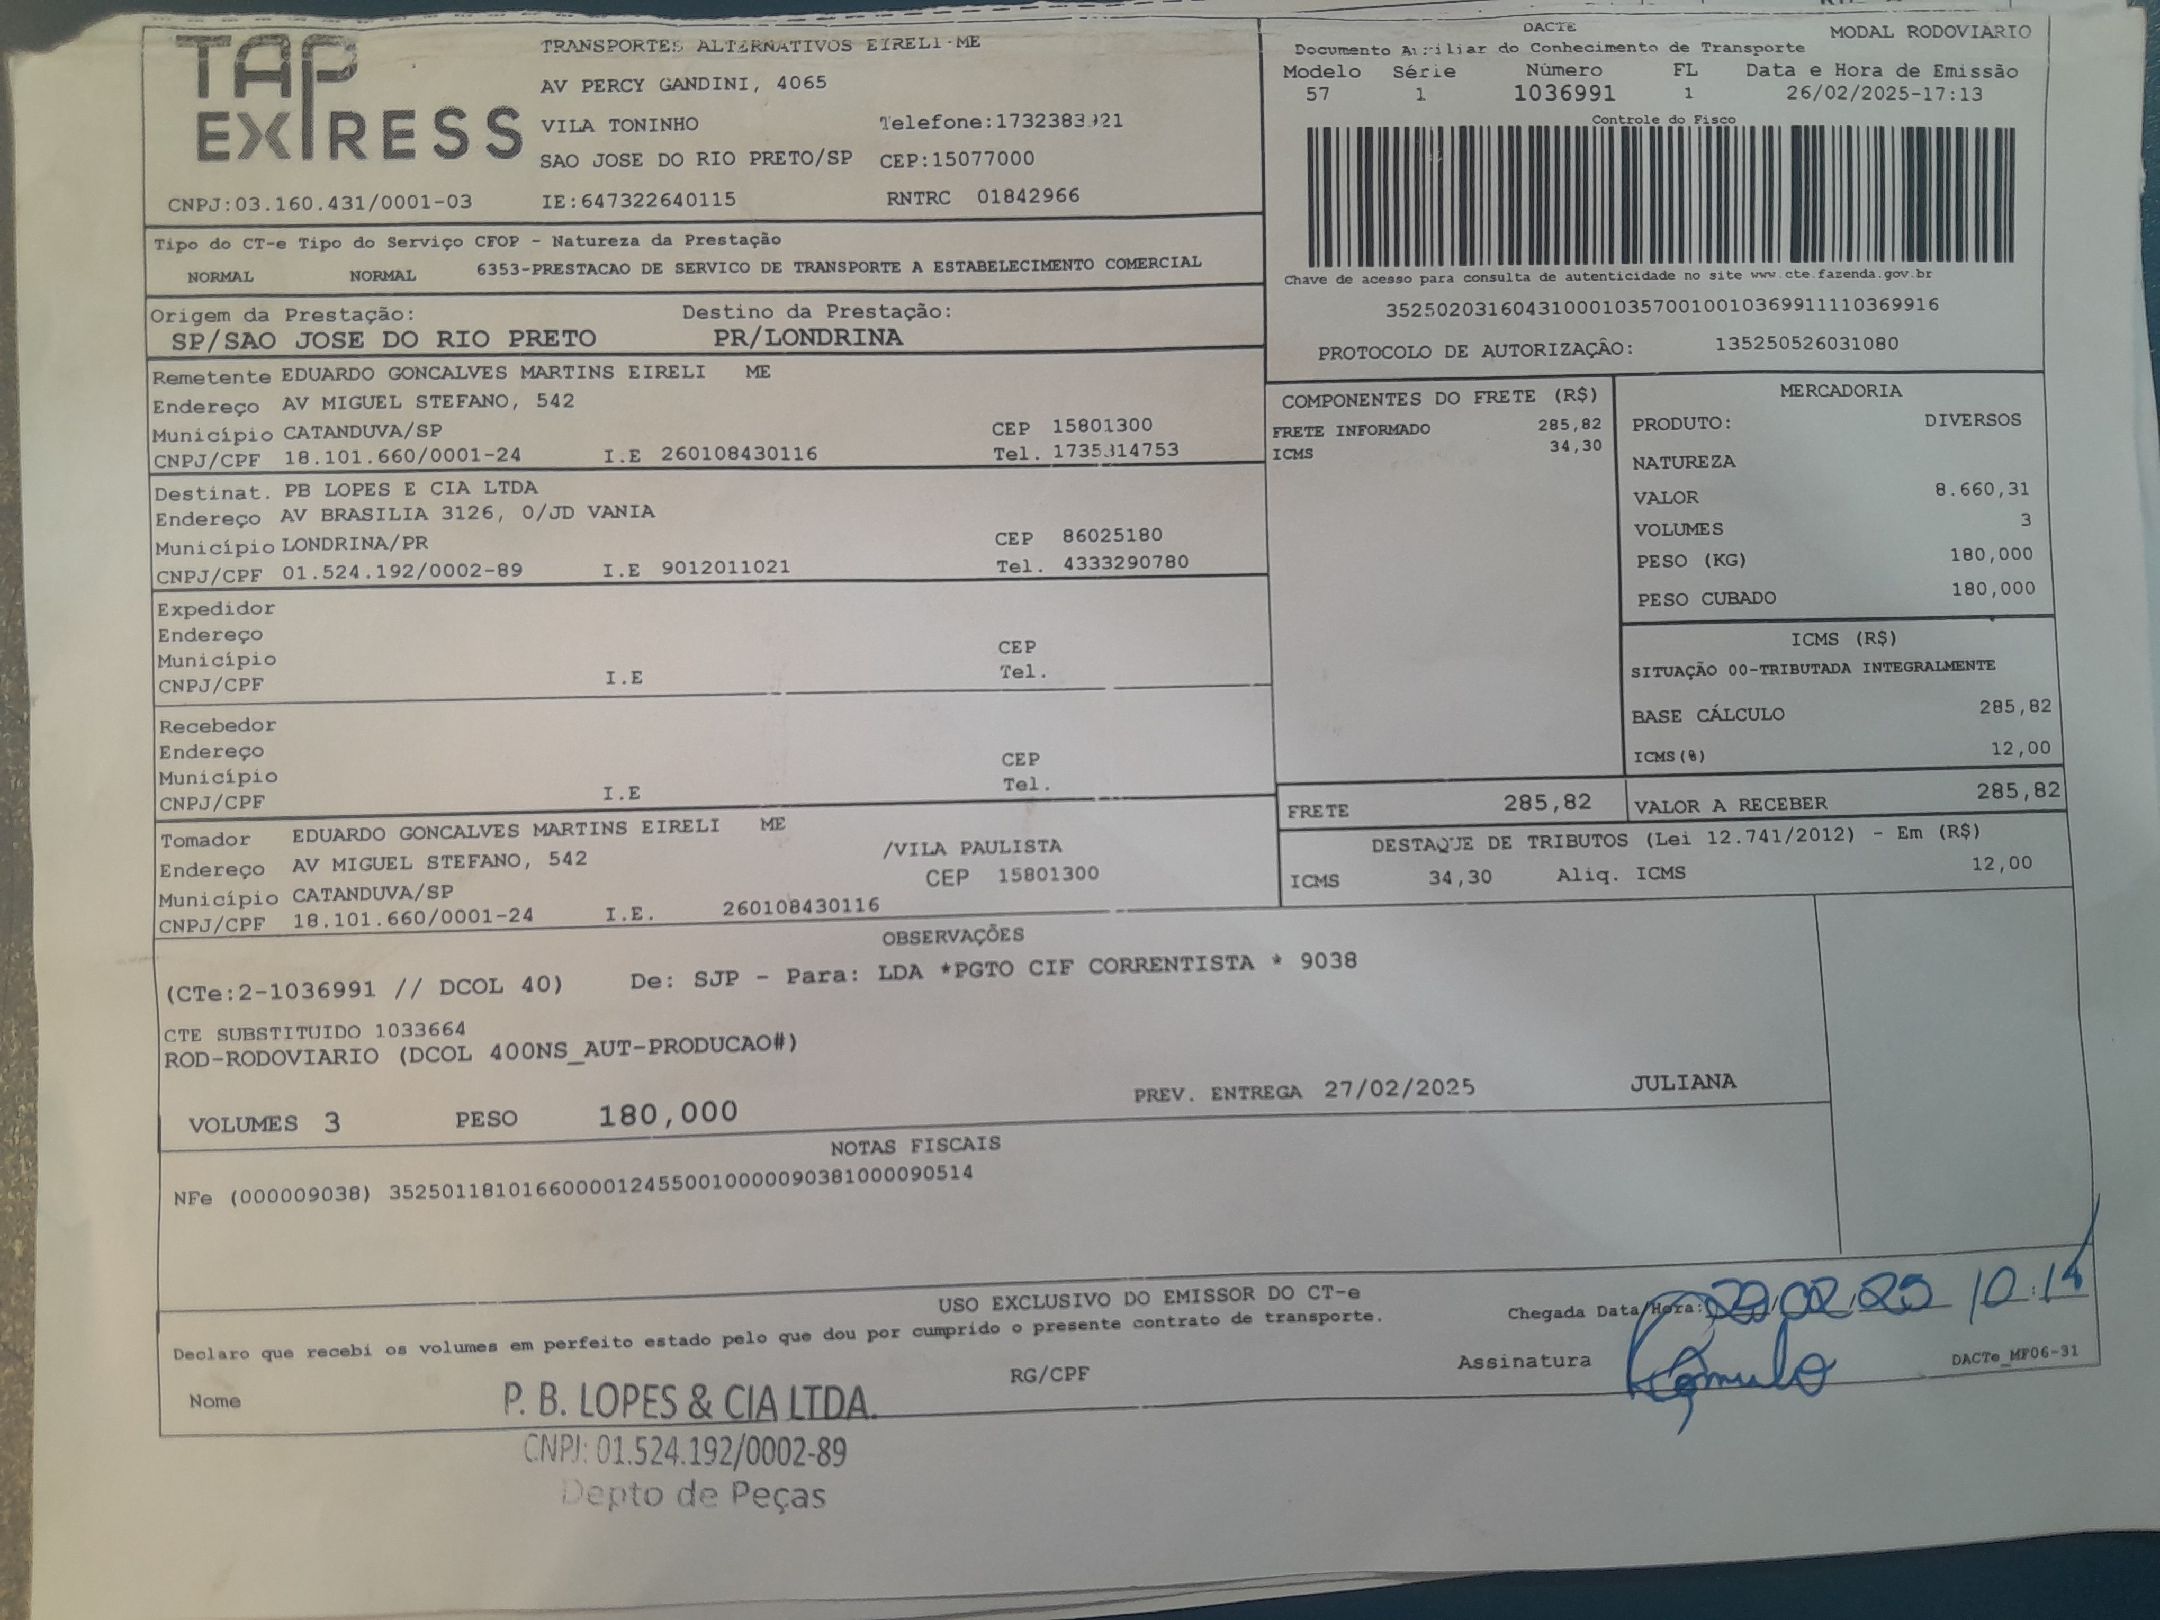 TAP EXPRESS
TRANSPORTES ALTERNATIVOS EIRELI-ME
AV PERCY GANDINI, 4065
VILA TONINHO Telefone:1732383921
SAO JOSE DO RIO PRETO/SP CEP:15077000
CNPJ:03.160.431/0001-03 IE:647322640115 RNTRC 01842966
DACTE
Documento Auxiliar do Conhecimento de Transporte MODAL RODOVIARIO
Modelo Série Número FL Data e Hora de Emissão
57 1 1036991 1 26/02/2025-17:13
Controle do Fisco
Chave de acesso para consulta de autenticidade no site www.cte.fazenda.gov.br
35250203160431000103570010010369911110369916
PROTOCOLO DE AUTORIZAÇÃO: 135250526031080
Tipo do CT-e Tipo do Serviço CFOP - Natureza da Prestação
NORMAL NORMAL 6353-PRESTACAO DE SERVICO DE TRANSPORTE A ESTABELECIMENTO COMERCIAL
Origem da Prestação: Destino da Prestação:
SP/SAO JOSE DO RIO PRETO PR/LONDRINA
Remetente EDUARDO GONCALVES MARTINS EIRELI ME
Endereço AV MIGUEL STEFANO, 542
Município CATANDUVA/SP CEP 15801300
CNPJ/CPF 18.101.660/0001-24 I.E 260108430116 Tel. 1735314753
Destinat. PB LOPES E CIA LTDA
Endereço AV BRASILIA 3126, 0/JD VANIA
Município LONDRINA/PR CEP 86025180
CNPJ/CPF 01.524.192/0002-89 I.E 9012011021 Tel. 4333290780
Expedidor
Endereço
Município CEP
CNPJ/CPF I.E Tel.
Recebedor
Endereço
Município CEP
CNPJ/CPF I.E Tel.
Tomador EDUARDO GONCALVES MARTINS EIRELI ME
Endereço AV MIGUEL STEFANO, 542 /VILA PAULISTA
Município CATANDUVA/SP CEP 15801300
CNPJ/CPF 18.101.660/0001-24 I.E. 260108430116
COMPONENTES DO FRETE (R$)
FRETE INFORMADO 285,82
ICMS 34,30
MERCADORIA
PRODUTO: DIVERSOS
NATUREZA
VALOR 8.660,31
VOLUMES 3
PESO (KG) 180,000
PESO CUBADO 180,000
ICMS (R$)
SITUAÇÃO 00-TRIBUTADA INTEGRALMENTE
BASE CÁLCULO 285,82
ICMS(%) 12,00
FRETE 285,82 VALOR A RECEBER 285,82
DESTAQUE DE TRIBUTOS (Lei 12.741/2012) - Em (R$)
ICMS 34,30 Aliq. ICMS 12,00
OBSERVAÇÕES
(CTe:2-1036991 // DCOL 40) De: SJP - Para: LDA *PGTO CIF CORRENTISTA * 9038
CTE SUBSTITUIDO 1033664
ROD-RODOVIARIO (DCOL 400NS_AUT-PRODUCAO#)
VOLUMES 3 PESO 180,000 PREV. ENTREGA 27/02/2025 JULIANA
NOTAS FISCAIS
NFe (000009038) 35250118101660000124550010000090381000090514
USO EXCLUSIVO DO EMISSOR DO CT-e
Declaro que recebi os volumes em perfeito estado pelo que dou por cumprido o presente contrato de transporte.
Chegada Data/Hora: 10:14
Nome RG/CPF Assinatura Romulo DACTe_MF06-31
P. B. LOPES & CIA LTDA.
CNPJ: 01.524.192/0002-89
Depto de Peças